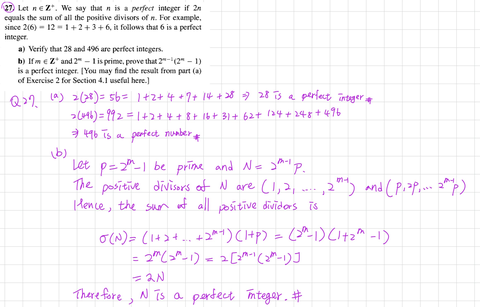 27. Let n ∈ Z⁺. We say that n is a perfect integer if 2n
equals the sum of all the positive divisors of n. For example,
since 2(6) = 12 = 1 + 2 + 3 + 6, it follows that 6 is a perfect
integer.
a) Verify that 28 and 496 are perfect integers.
b) If m ∈ Z⁺ and 2ᵐ − 1 is prime, prove that 2ᵐ⁻¹(2ᵐ − 1)
is a perfect integer. [You may find the result from part (a)
of Exercise 2 for Section 4.1 useful here.]
Q27. (a) 2(28) = 56 = 1+2+4+7+14+28 ⇒ 28 is a perfect integer #
2(496) = 992 = 1+2+4+8+16+31+62+124+248+496
⇒ 496 is a perfect number #
(b)
Let p = 2ᵐ-1 be prime and N = 2ᵐ⁻¹p.
The positive divisors of N are (1, 2, ...., 2ᵐ⁻¹) and (p, 2p, ... 2ᵐ⁻¹p)
Hence, the sum of all positive dividors is
σ(N) = (1+2+...+2ᵐ⁻¹)(1+p) = (2ᵐ-1)(1+2ᵐ-1)
= 2ᵐ(2ᵐ-1) = 2[2ᵐ⁻¹(2ᵐ-1)]
= 2N
Therefore, N is a perfect integer. #